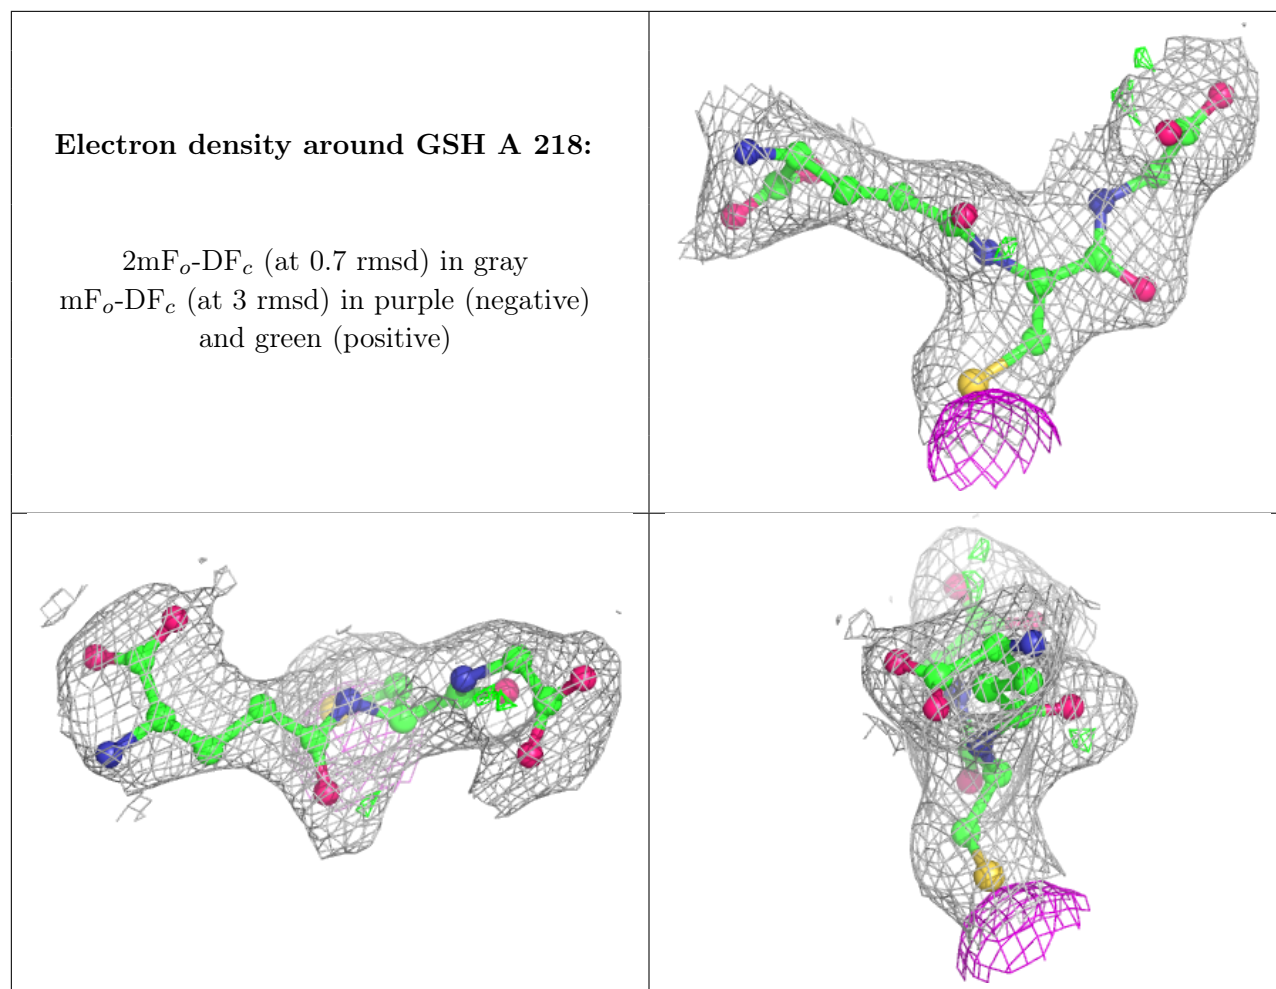 Electron density around GSH A 218:
2mFo-DFc (at 0.7 rmsd) in gray
mFo-DFc (at 3 rmsd) in purple (negative)
and green (positive)